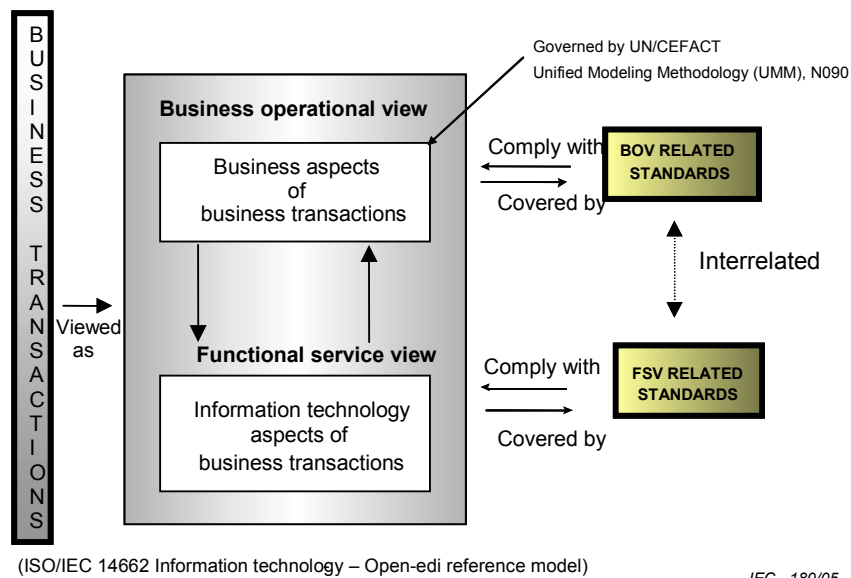 BUSINESS TRANSACTIONS
Governed by UN/CEFACT
Unified Modeling Methodology (UMM), N090
Business operational view
Business aspects
of
business transactions
Comply with
Covered by
BOV RELATED
STANDARDS
Interrelated
Viewed
as
Functional service view
Information technology
aspects of
business transactions
Comply with
Covered by
FSV RELATED
STANDARDS
(ISO/IEC 14662 Information technology – Open-edi reference model)
IEC 180/05